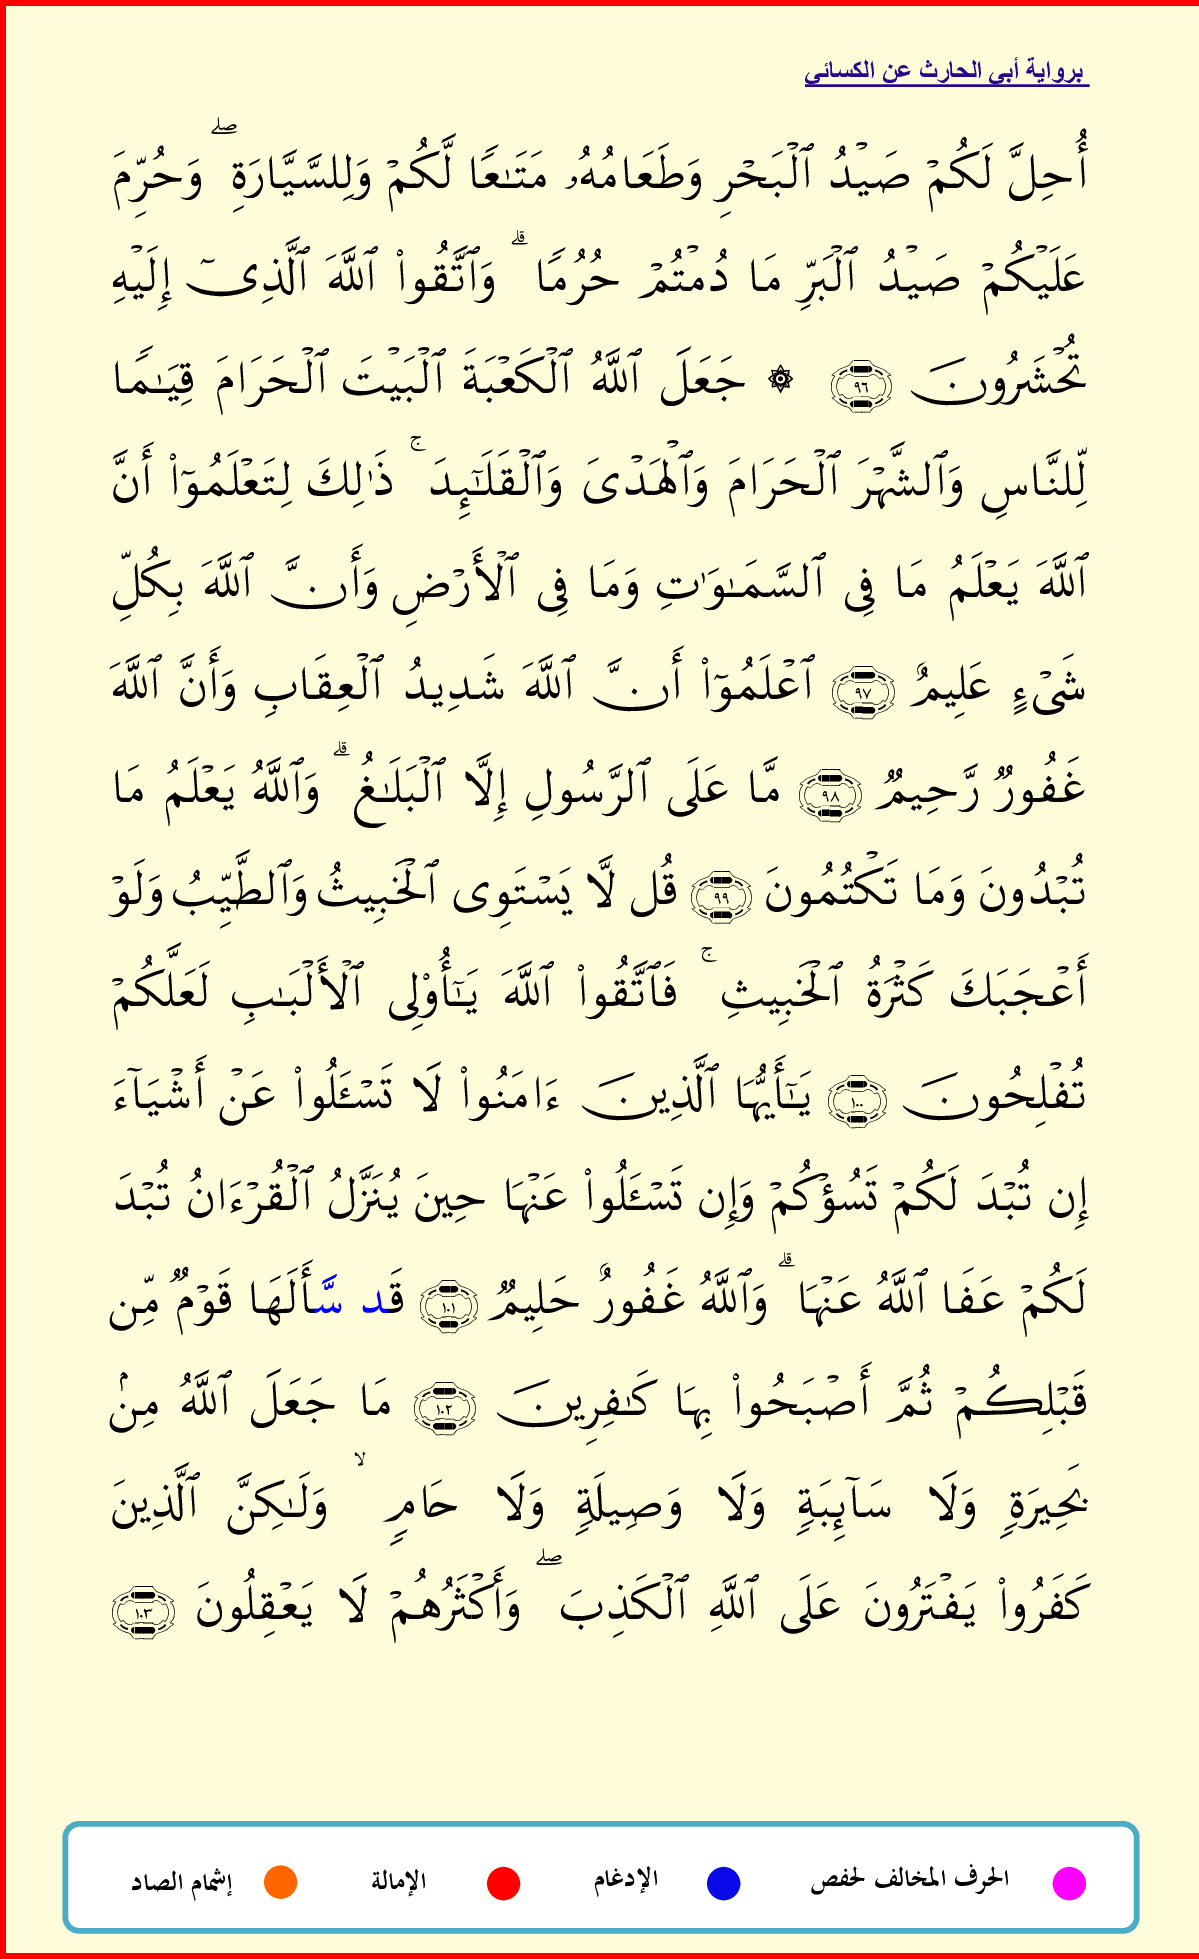 برواية أبي الحارث عن الكسائي
أُحِلَّ لَكُمۡ صَيۡدُ ٱلۡبَحۡرِ وَطَعَامُهُۥ مَتَٰعًا لَّكُمۡ وَلِلسَّيَّارَةِۖ وَحُرِّمَ
عَلَيۡكُمۡ صَيۡدُ ٱلۡبَرِّ مَا دُمۡتُمۡ حُرُمًاۗ وَٱتَّقُواْ ٱللَّهَ ٱلَّذِيٓ إِلَيۡهِ
تُحۡشَرُونَ ٩٦ ۞ جَعَلَ ٱللَّهُ ٱلۡكَعۡبَةَ ٱلۡبَيۡتَ ٱلۡحَرَامَ قِيَٰمًا
لِّلنَّاسِ وَٱلشَّهۡرَ ٱلۡحَرَامَ وَٱلۡهَدۡيَ وَٱلۡقَلَٰٓئِدَۚ ذَٰلِكَ لِتَعۡلَمُوٓاْ أَنَّ
ٱللَّهَ يَعۡلَمُ مَا فِي ٱلسَّمَٰوَٰتِ وَمَا فِي ٱلۡأَرۡضِ وَأَنَّ ٱللَّهَ بِكُلِّ
شَيۡءٍ عَلِيمٌ ٩٧ ٱعۡلَمُوٓاْ أَنَّ ٱللَّهَ شَدِيدُ ٱلۡعِقَابِ وَأَنَّ ٱللَّهَ
غَفُورٌ رَّحِيمٌ ٩٨ مَّا عَلَى ٱلرَّسُولِ إِلَّا ٱلۡبَلَٰغُۗ وَٱللَّهُ يَعۡلَمُ مَا
تُبۡدُونَ وَمَا تَكۡتُمُونَ ٩٩ قُل لَّا يَسۡتَوِي ٱلۡخَبِيثُ وَٱلطَّيِّبُ وَلَوۡ
أَعۡجَبَكَ كَثۡرَةُ ٱلۡخَبِيثِۚ فَٱتَّقُواْ ٱللَّهَ يَٰٓأُوْلِي ٱلۡأَلۡبَٰبِ لَعَلَّكُمۡ
تُفۡلِحُونَ ١٠٠ يَٰٓأَيُّهَا ٱلَّذِينَ ءَامَنُواْ لَا تَسۡـَٔلُواْ عَنۡ أَشۡيَآءَ
إِن تُبۡدَ لَكُمۡ تَسُؤۡكُمۡ وَإِن تَسۡـَٔلُواْ عَنۡهَا حِينَ يُنَزَّلُ ٱلۡقُرۡءَانُ تُبۡدَ
لَكُمۡ عَفَا ٱللَّهُ عَنۡهَاۗ وَٱللَّهُ غَفُورٌ حَلِيمٌ ١٠١ قَد سَّأَلَهَا قَوۡمٌ مِّن
قَبۡلِكُمۡ ثُمَّ أَصۡبَحُواْ بِهَا كَٰفِرِينَ ١٠٢ مَا جَعَلَ ٱللَّهُ مِنۢ
بَحِيرَةٍ وَلَا سَآئِبَةٍ وَلَا وَصِيلَةٍ وَلَا حَامٍۙ وَلَٰكِنَّ ٱلَّذِينَ
كَفَرُواْ يَفۡتَرُونَ عَلَى ٱللَّهِ ٱلۡكَذِبَۖ وَأَكۡثَرُهُمۡ لَا يَعۡقِلُونَ ١٠٣
الحرف المخالف لحفص الإدغام الإمالة إشمام الصاد